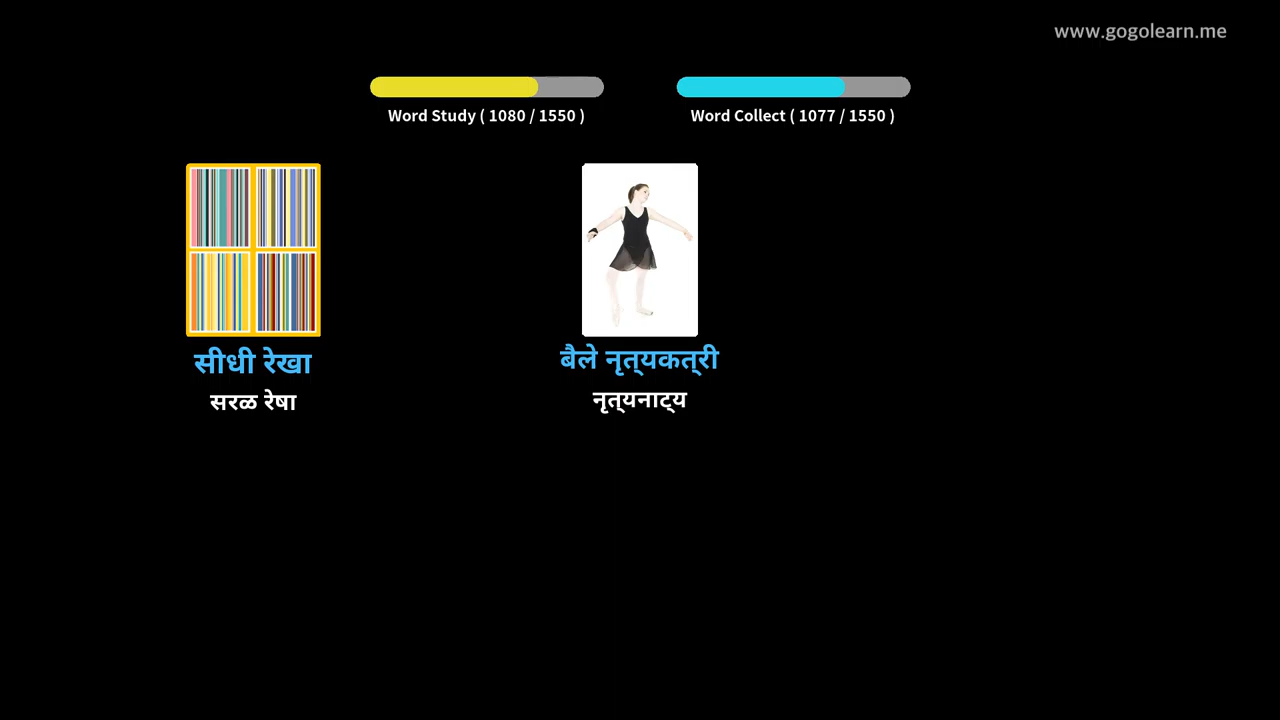 www.gogolearn.me
Word Study ( 1080 / 1550 )
Word Collect ( 1077 / 1550 )
सीधी रेखा
सरळ रेषा
बैले नृत्यकत्री
नृत्यनाट्य